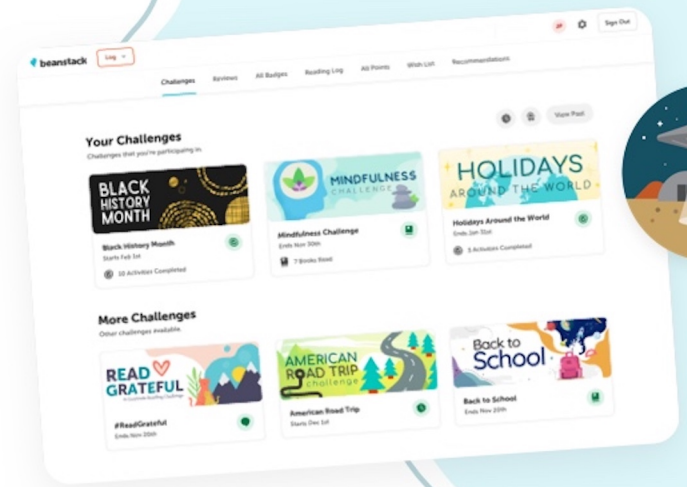 beanstack
Log
Sign Out
Challenges
Reviews
All Badges
Reading Log
All Points
Wish List
Recommendations
View Past
Your Challenges
Challenges that you're participating in.
BLACK
HISTORY
MONTH
Black History Month
Starts Feb 1st
10 Activities Completed
MINDFULNESS
CHALLENGE
Mindfulness Challenge
Ends Nov 30th
7 Books Read
HOLIDAYS
AROUND THE WORLD
Holidays Around the World
Ends Jan 31st
3 Activities Completed
More Challenges
Other challenges available.
READ
GRATEFUL
#ReadGrateful
Ends Nov 26th
AMERICAN
ROAD TRIP
challenge
American Road Trip
Starts Dec 1st
Back to
School
Back to School
Ends Nov 20th